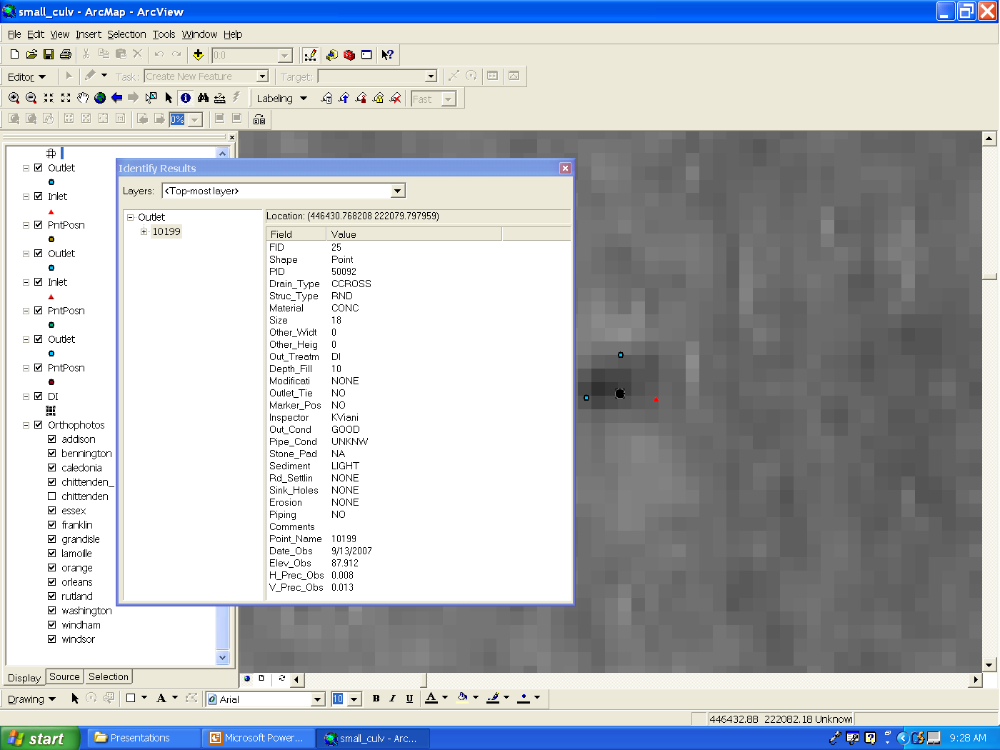 small_culv - ArcMap - ArcView
File Edit View Insert Selection Tools Window Help
0:0
Editor Task: Create New Feature Target:
Labeling Fast
0%
Outlet
Inlet
PntPosn
Outlet
Inlet
PntPosn
Outlet
PntPosn
DI
Orthophotos
addison
bennington
caledonia
chittenden_
chittenden
essex
franklin
grandisle
lamoille
orange
orleans
rutland
washington
windham
windsor
Display Source Selection
Identify Results
Layers: <Top-most layer>
Outlet
10199
Location: (446430.768208 222079.797959)
Field Value
FID 25
Shape Point
PID 50092
Drain_Type CCROSS
Struc_Type RND
Material CONC
Size 18
Other_Widt 0
Other_Heig 0
Out_Treatm DI
Depth_Fill 10
Modificati NONE
Outlet_Tie NO
Marker_Pos NO
Inspector KViani
Out_Cond GOOD
Pipe_Cond UNKNW
Stone_Pad NA
Sediment LIGHT
Rd_Settlin NONE
Sink_Holes NONE
Erosion NONE
Piping NO
Comments
Point_Name 10199
Date_Obs 9/13/2007
Elev_Obs 87.912
H_Prec_Obs 0.008
V_Prec_Obs 0.013
Drawing A Arial 10 B I U A
446432.88 222082.18 Unknown
start Presentations Microsoft Power... small_culv - Arc... 9:28 AM